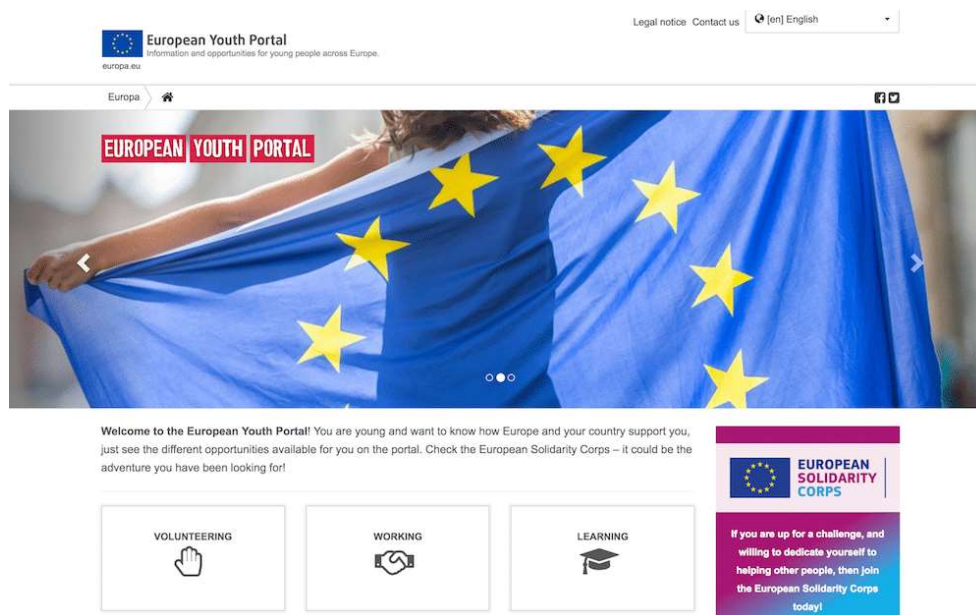 Legal notice Contact us [en] English
European Youth Portal
Information and opportunities for young people across Europe.
europa.eu
Europa
EUROPEAN YOUTH PORTAL
Welcome to the European Youth Portal! You are young and want to know how Europe and your country support you,
just see the different opportunities available for you on the portal. Check the European Solidarity Corps – it could be the
adventure you have been looking for!
VOLUNTEERING
WORKING
LEARNING
EUROPEAN
SOLIDARITY
CORPS
If you are up for a challenge, and
willing to dedicate yourself to
helping other people, then join
the European Solidarity Corps
today!